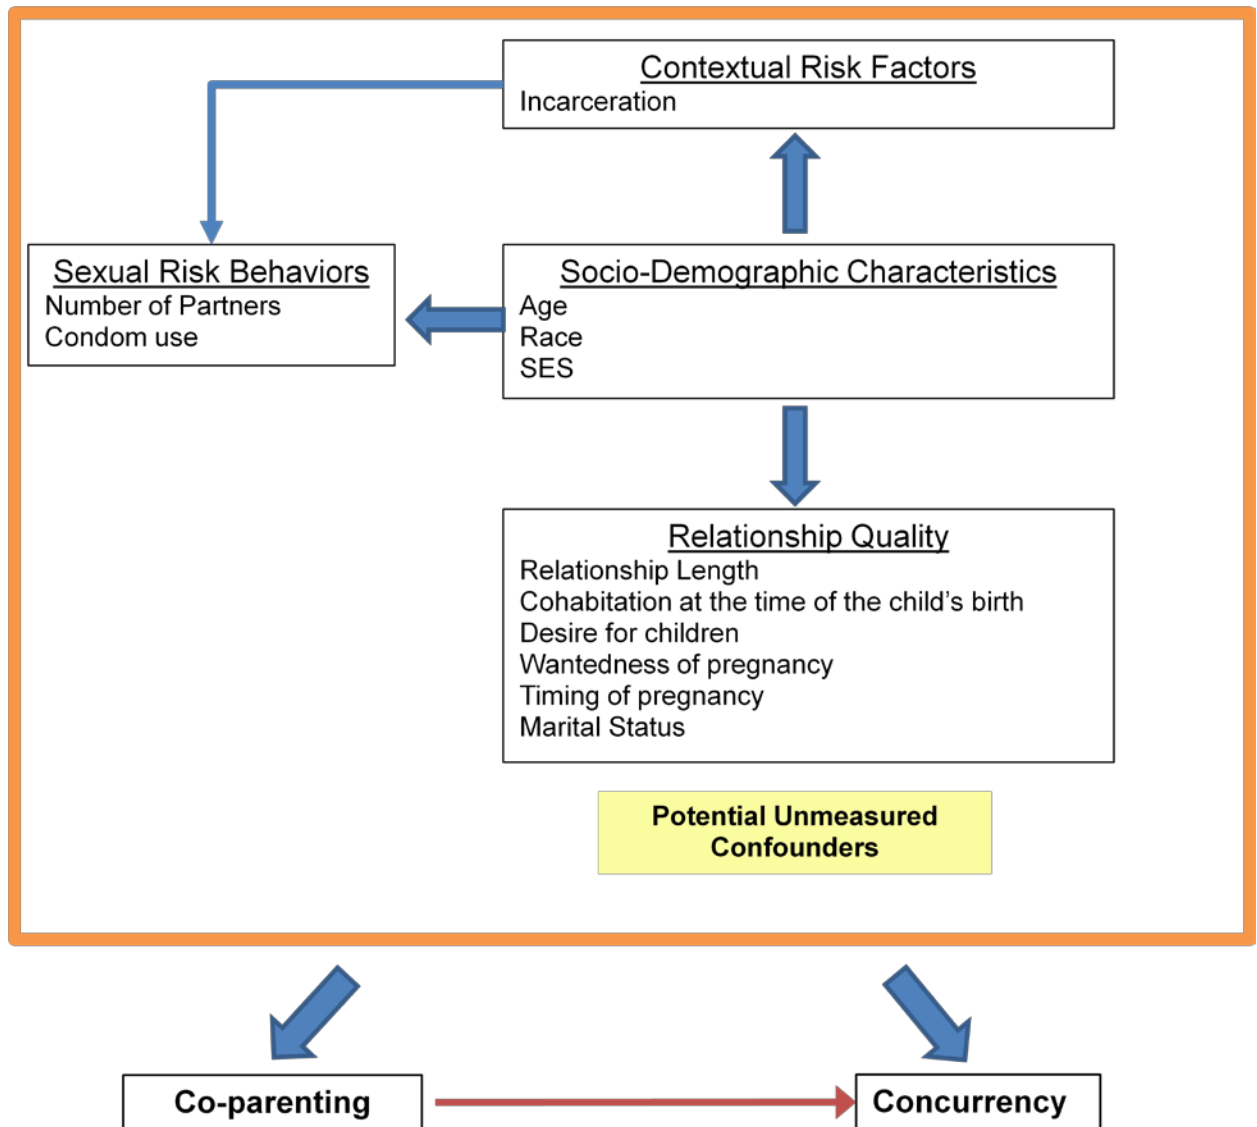 Contextual Risk Factors
Incarceration
Sexual Risk Behaviors
Number of Partners
Condom use
Socio-Demographic Characteristics
Age
Race
SES
Relationship Quality
Relationship Length
Cohabitation at the time of the child’s birth
Desire for children
Wantedness of pregnancy
Timing of pregnancy
Marital Status
Potential Unmeasured
Confounders
Co-parenting
Concurrency